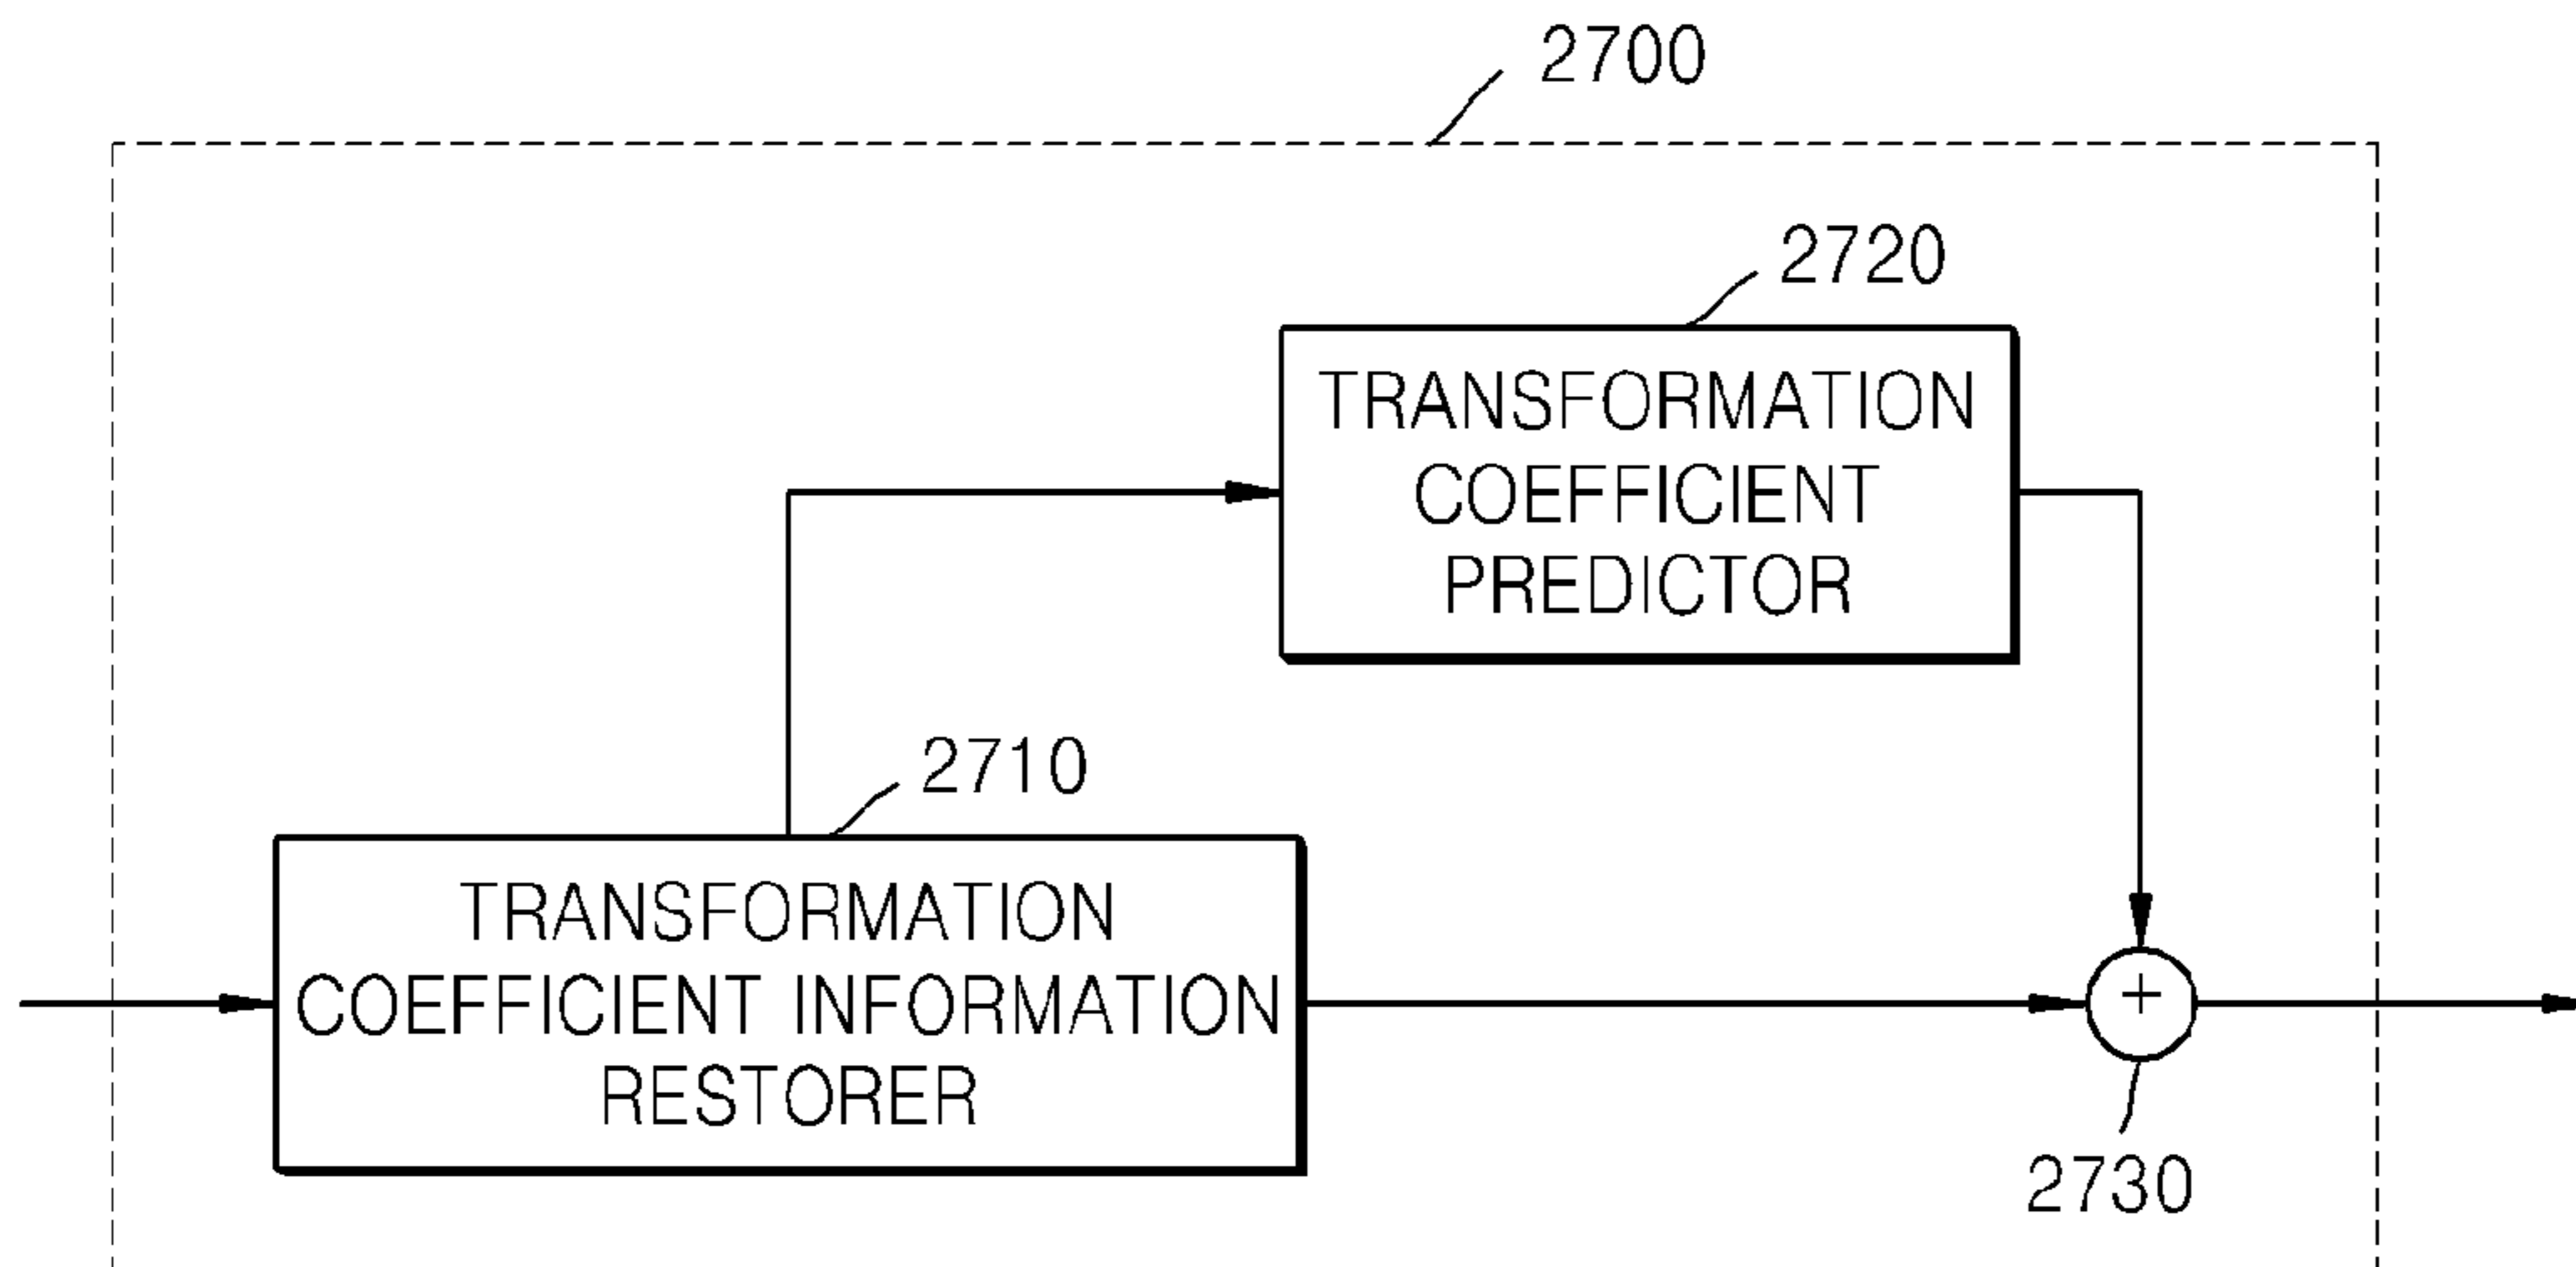 2700
2720
TRANSFORMATION
COEFFICIENT
PREDICTOR
2710
TRANSFORMATION
COEFFICIENT INFORMATION
RESTORER
+
2730